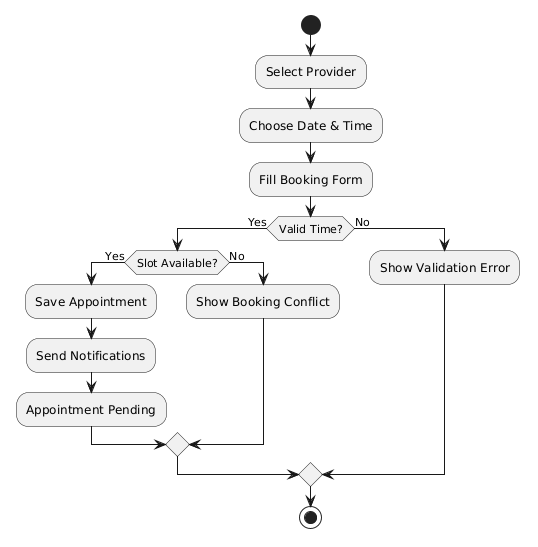 Select Provider
Choose Date & Time
Fill Booking Form
Yes
Valid Time?
No
Yes
Slot Available?
No
Show Validation Error
Save Appointment
Show Booking Conflict
Send Notifications
Appointment Pending